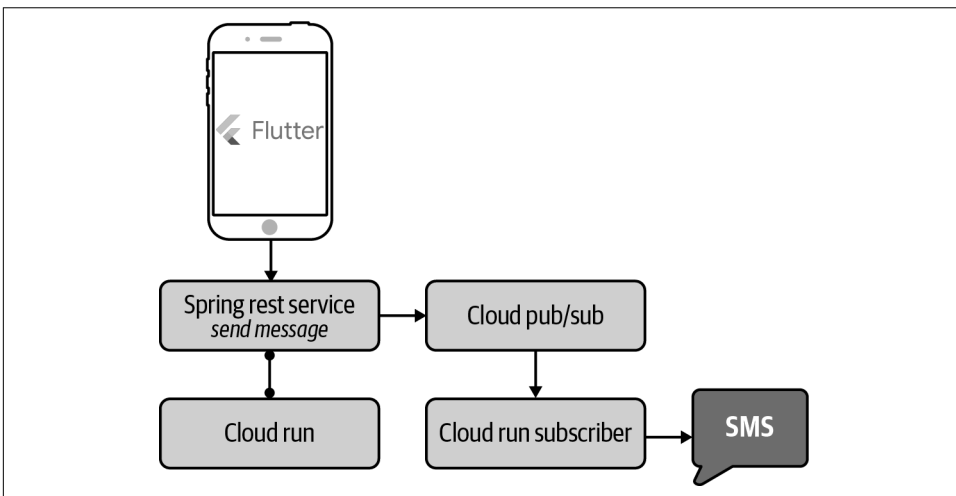 Flutter
Spring rest service
send message
Cloud pub/sub
Cloud run
Cloud run subscriber
SMS